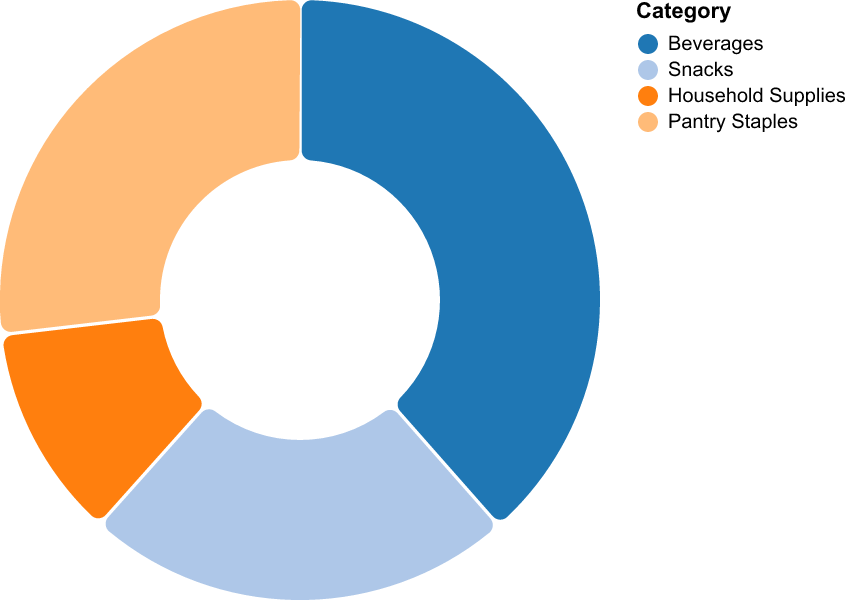 Category
Beverages
Snacks
Household Supplies
Pantry Staples